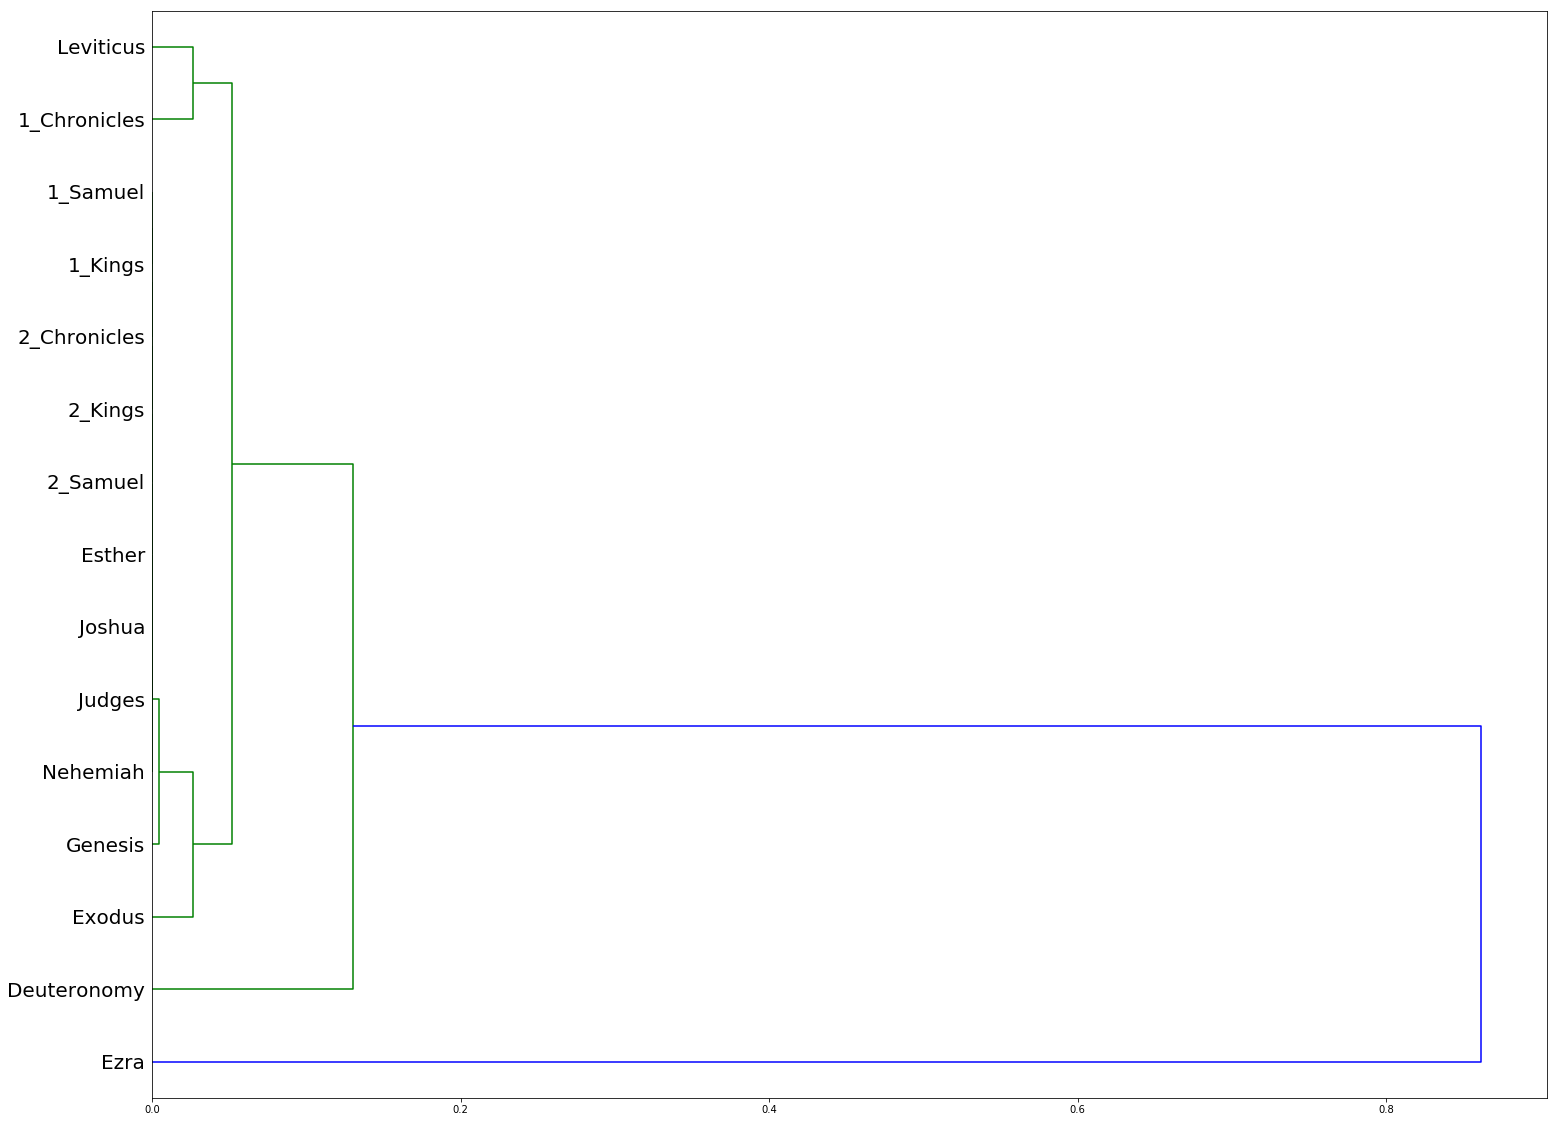 Leviticus
1_Chronicles
1_Samuel
1_Kings
2_Chronicles
2_Kings
2_Samuel
Esther
Joshua
Judges
Nehemiah
Genesis
Exodus
Deuteronomy
Ezra
0.0 0.2 0.4 0.6 0.8